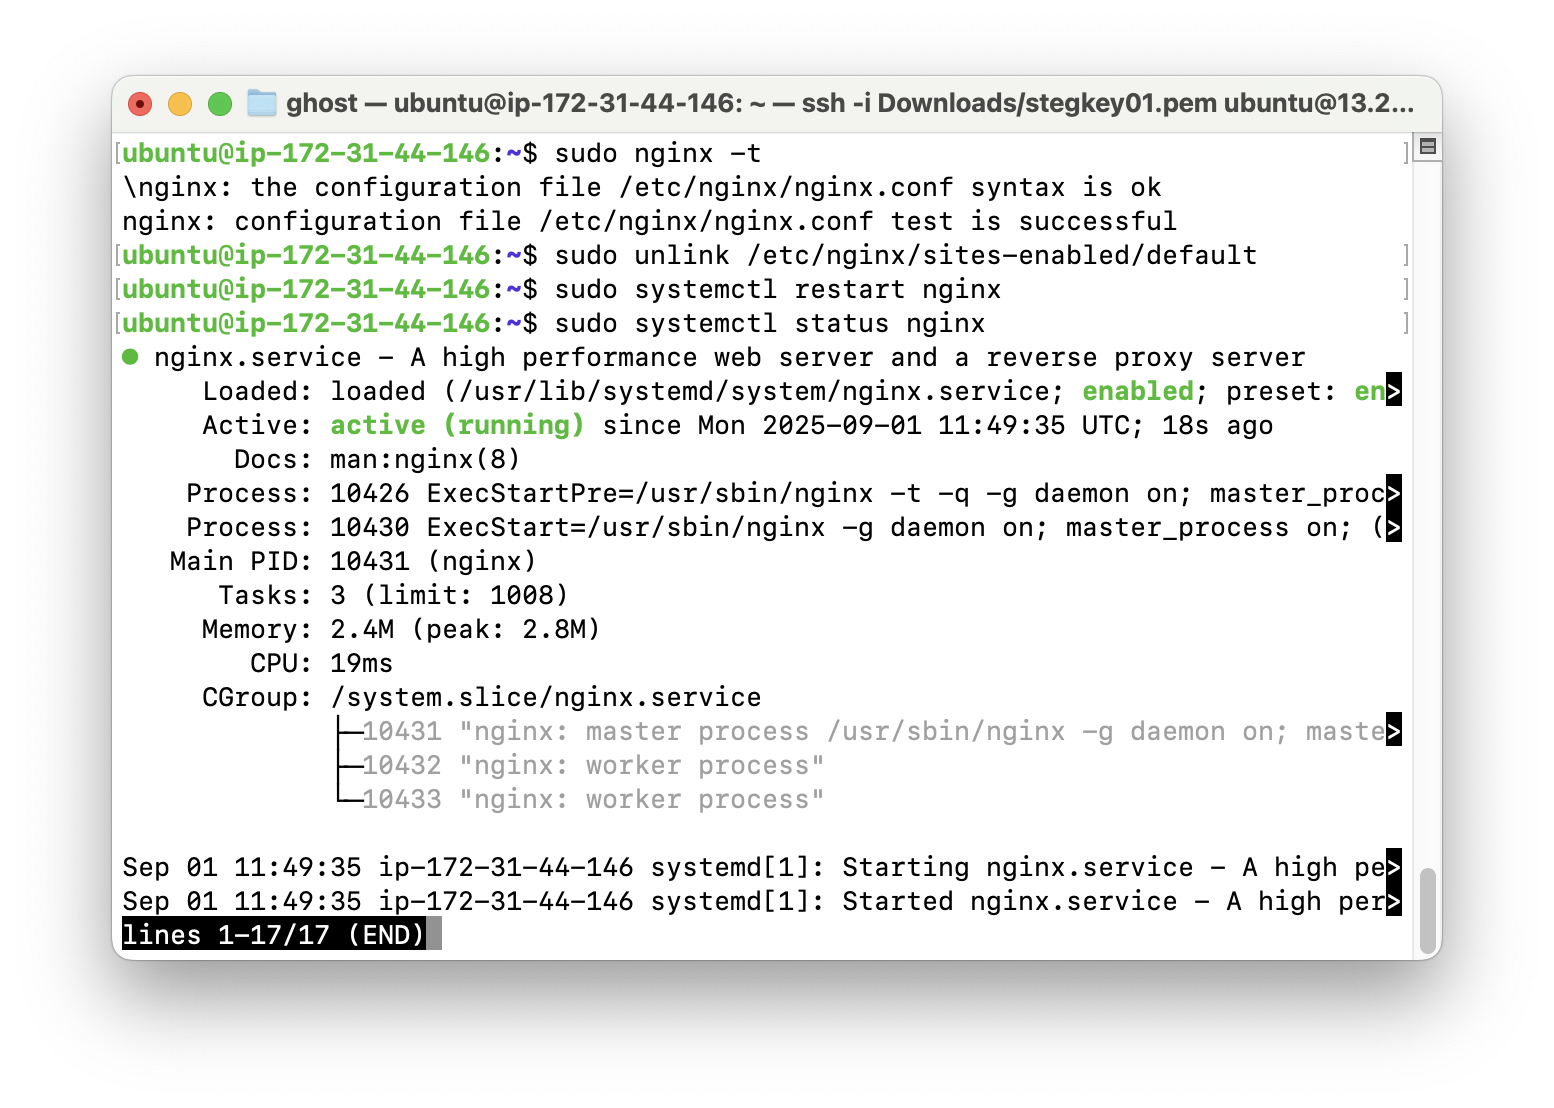 ghost — ubuntu@ip-172-31-44-146: ~ — ssh -i Downloads/stegkey01.pem ubuntu@13.2...
[ubuntu@ip-172-31-44-146:~$ sudo nginx -t ]
\nginx: the configuration file /etc/nginx/nginx.conf syntax is ok
nginx: configuration file /etc/nginx/nginx.conf test is successful
[ubuntu@ip-172-31-44-146:~$ sudo unlink /etc/nginx/sites-enabled/default ]
[ubuntu@ip-172-31-44-146:~$ sudo systemctl restart nginx ]
[ubuntu@ip-172-31-44-146:~$ sudo systemctl status nginx ]
● nginx.service - A high performance web server and a reverse proxy server
Loaded: loaded (/usr/lib/systemd/system/nginx.service; enabled; preset: en>
Active: active (running) since Mon 2025-09-01 11:49:35 UTC; 18s ago
Docs: man:nginx(8)
Process: 10426 ExecStartPre=/usr/sbin/nginx -t -q -g daemon on; master_proc>
Process: 10430 ExecStart=/usr/sbin/nginx -g daemon on; master_process on; (>
Main PID: 10431 (nginx)
Tasks: 3 (limit: 1008)
Memory: 2.4M (peak: 2.8M)
CPU: 19ms
CGroup: /system.slice/nginx.service
├─10431 "nginx: master process /usr/sbin/nginx -g daemon on; maste>
├─10432 "nginx: worker process"
└─10433 "nginx: worker process"
Sep 01 11:49:35 ip-172-31-44-146 systemd[1]: Starting nginx.service - A high pe>
Sep 01 11:49:35 ip-172-31-44-146 systemd[1]: Started nginx.service - A high per>
lines 1-17/17 (END)